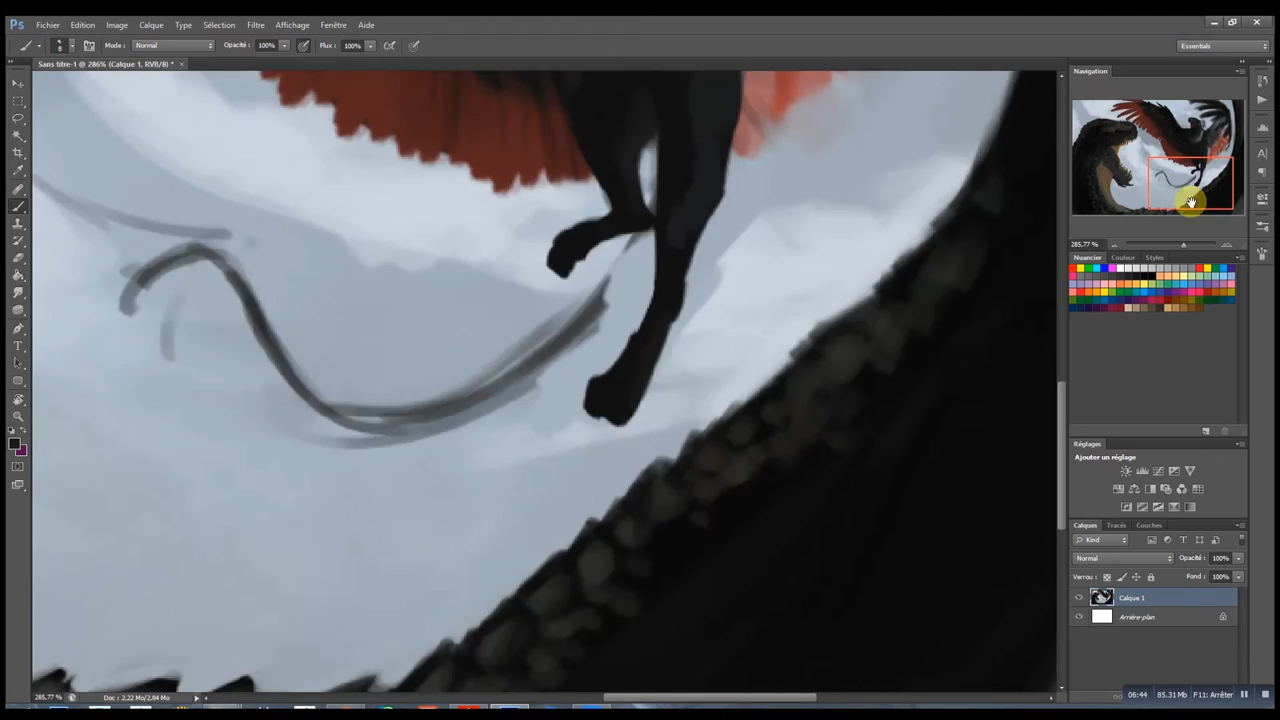 Ps Fichier Edition Image Calque Type Sélection Filtre Affichage Fenêtre Aide
8 Mode : Normal Opacité : 100% Flux : 100% Essentials
Sans titre-1 @ 286% (Calque 1, RVB/8) *
Navigation
285,77 %
Nuancier Couleur Styles
Réglages
Ajouter un réglage
Calques Tracés Couches
Kind
Normal Opacité : 100%
Verrou : Fond : 100%
Calque 1
Arrière-plan
285,77 % Doc : 2,22 Mo/2,84 Mo
06:44 85.31 Mb F11: Arrêter